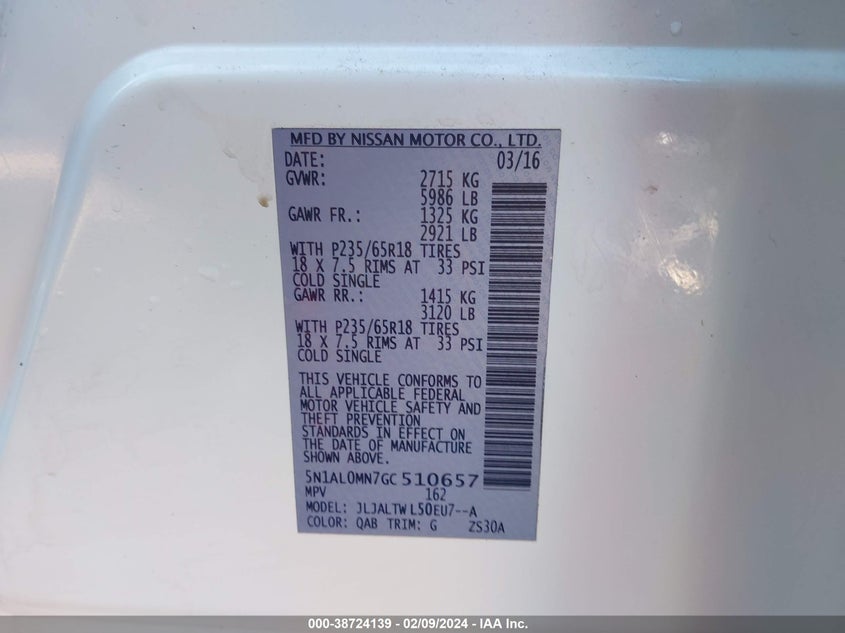 MFD BY NISSAN MOTOR CO., LTD.
DATE: 03/16
GVWR: 2715 KG
5986 LB
GAWR FR.: 1325 KG
2921 LB
WITH P235/65R18 TIRES
18 X 7.5 RIMS AT 33 PSI
COLD SINGLE
GAWR RR.: 1415 KG
3120 LB
WITH P235/65R18 TIRES
18 X 7.5 RIMS AT 33 PSI
COLD SINGLE
THIS VEHICLE CONFORMS TO
ALL APPLICABLE FEDERAL
MOTOR VEHICLE SAFETY AND
THEFT PREVENTION
STANDARDS IN EFFECT ON
THE DATE OF MANUFACTURE
SHOWN ABOVE.
5N1AL0MN7GC510657
MPV 162
MODEL: JLJALTWL50EU7--A
COLOR: QAB TRIM: G ZS30A
000-38724139 - 02/09/2024 - IAA Inc.